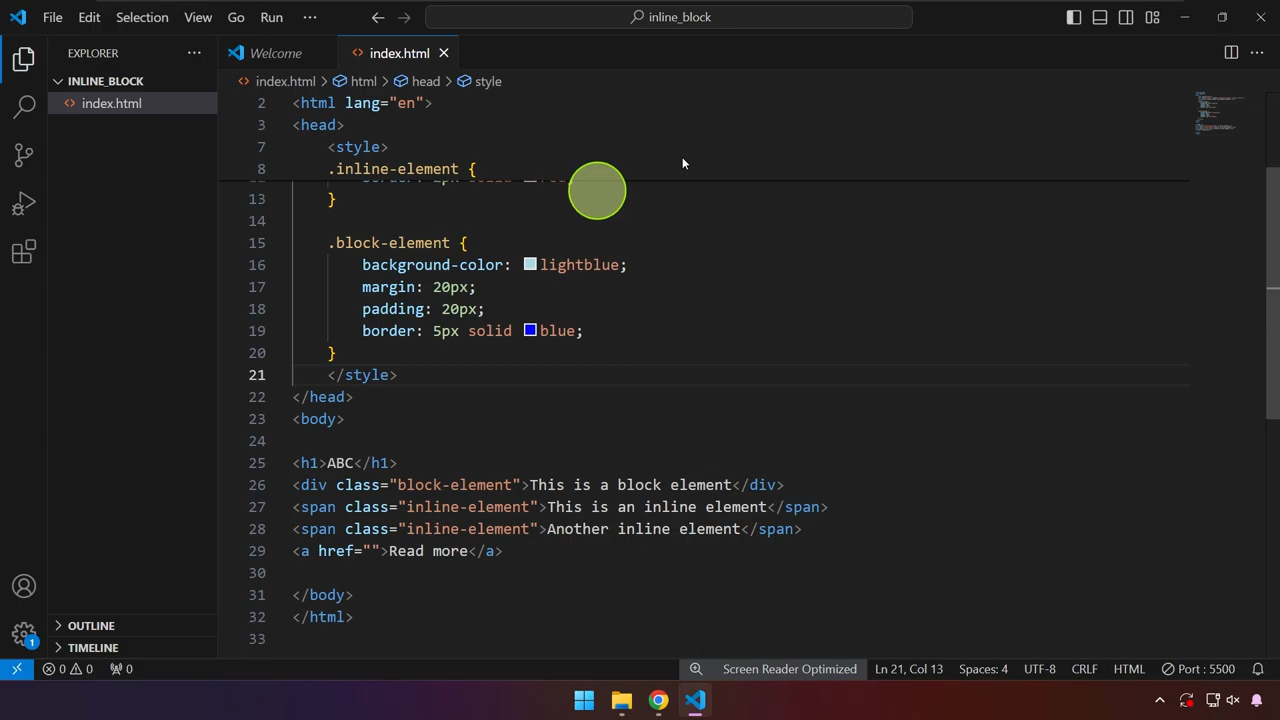 File Edit Selection View Go Run ··· inline_block
EXPLORER
INLINE_BLOCK
index.html
OUTLINE
TIMELINE
Welcome index.html
index.html > html > head > style
2 <html lang="en">
3 <head>
7 <style>
8 .inline-element {
13 }
14
15 .block-element {
16 background-color: lightblue;
17 margin: 20px;
18 padding: 20px;
19 border: 5px solid blue;
20 }
21 </style>
22 </head>
23 <body>
24
25 <h1>ABC</h1>
26 <div class="block-element">This is a block element</div>
27 <span class="inline-element">This is an inline element</span>
28 <span class="inline-element">Another inline element</span>
29 <a href="">Read more</a>
30
31 </body>
32 </html>
33
1
0 0 0 Screen Reader Optimized Ln 21, Col 13 Spaces: 4 UTF-8 CRLF HTML Port : 5500